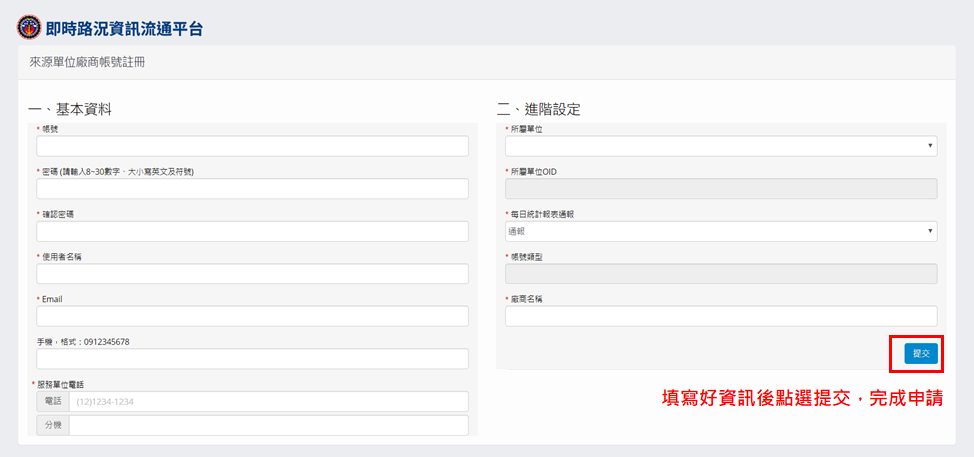 即時路況資訊流通平台
來源單位廠商帳號註冊
一、基本資料
* 帳號
* 密碼 (請輸入8~30數字、大小寫英文及符號)
* 確認密碼
* 使用者名稱
* Email
手機，格式：0912345678
* 服務單位電話
電話 (12)1234-1234
分機
二、進階設定
* 所屬單位
* 所屬單位OID
* 每日統計報表通報
通報
* 帳號類型
* 廠商名稱
提交
填寫好資訊後點選提交，完成申請